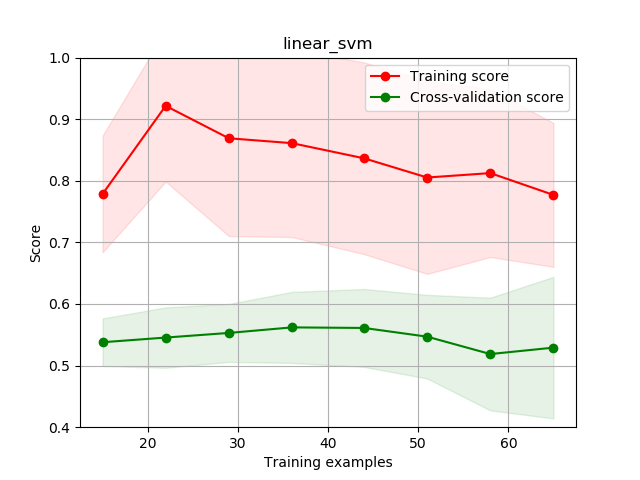 linear_svm
1.0
0.9
0.8
0.7
0.6
0.5
0.4
Score
Training score
Cross-validation score
20 30 40 50 60
Training examples